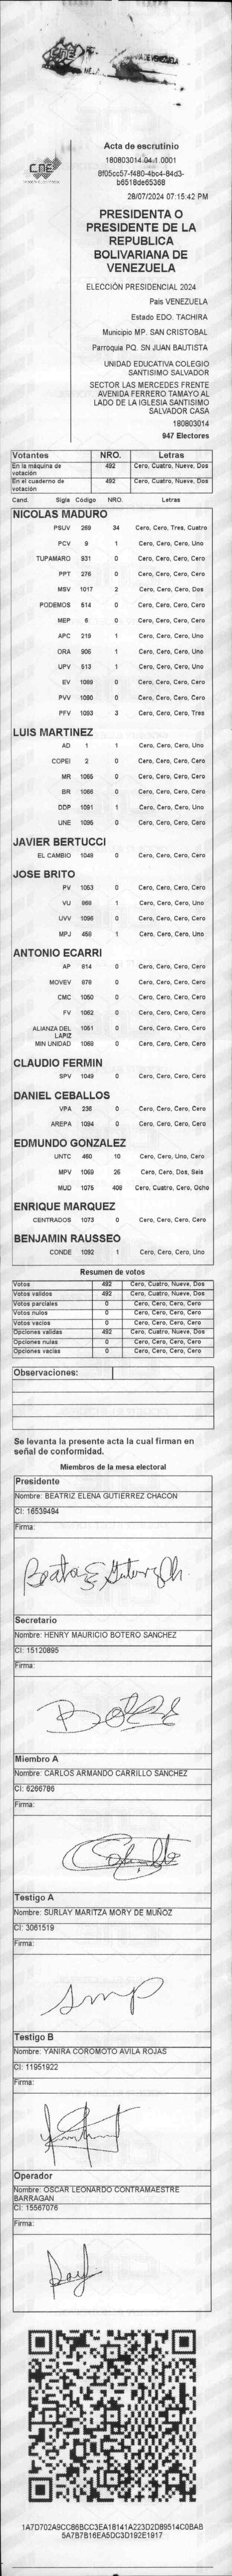 CNE
Acta de escrutinio
180803014.04.1.0001
8f05cc57-f480-4bc4-84d3-
b6518de65368
28/07/2024 07:15:42 PM
PRESIDENTA O
PRESIDENTE DE LA
REPUBLICA
BOLIVARIANA DE
VENEZUELA
ELECCIÓN PRESIDENCIAL 2024
Pais VENEZUELA
Estado EDO. TACHIRA
Municipio MP. SAN CRISTOBAL
Parroquia PQ. SN JUAN BAUTISTA
UNIDAD EDUCATIVA COLEGIO
SANTISIMO SALVADOR
SECTOR LAS MERCEDES FRENTE
AVENIDA FERRERO TAMAYO AL
LADO DE LA IGLESIA SANTISIMO
SALVADOR CASA
180803014
947 Electores
Votantes NRO. Letras
En la máquina de votación 492 Cero, Cuatro, Nueve, Dos
En el cuaderno de votación 492 Cero, Cuatro, Nueve, Dos
Cand. Sigla Código NRO. Letras
NICOLAS MADURO
PSUV 269 34 Cero, Cero, Tres, Cuatro
PCV 9 1 Cero, Cero, Cero, Uno
TUPAMARO 931 0 Cero, Cero, Cero, Cero
PPT 276 0 Cero, Cero, Cero, Cero
MSV 1017 2 Cero, Cero, Cero, Dos
PODEMOS 514 0 Cero, Cero, Cero, Cero
MEP 6 0 Cero, Cero, Cero, Cero
APC 219 1 Cero, Cero, Cero, Uno
ORA 906 1 Cero, Cero, Cero, Uno
UPV 513 1 Cero, Cero, Cero, Uno
EV 1089 0 Cero, Cero, Cero, Cero
PVV 1090 0 Cero, Cero, Cero, Cero
PFV 1093 3 Cero, Cero, Cero, Tres
LUIS MARTINEZ
AD 1 1 Cero, Cero, Cero, Uno
COPEI 2 0 Cero, Cero, Cero, Cero
MR 1065 0 Cero, Cero, Cero, Cero
BR 1066 0 Cero, Cero, Cero, Cero
DDP 1091 1 Cero, Cero, Cero, Uno
UNE 1095 0 Cero, Cero, Cero, Cero
JAVIER BERTUCCI
EL CAMBIO 1048 0 Cero, Cero, Cero, Cero
JOSE BRITO
PV 1053 0 Cero, Cero, Cero, Cero
VU 868 1 Cero, Cero, Cero, Uno
UVV 1096 0 Cero, Cero, Cero, Cero
MPJ 458 1 Cero, Cero, Cero, Uno
ANTONIO ECARRI
AP 814 0 Cero, Cero, Cero, Cero
MOVEV 878 0 Cero, Cero, Cero, Cero
CMC 1050 0 Cero, Cero, Cero, Cero
FV 1052 0 Cero, Cero, Cero, Cero
ALIANZA DEL LAPIZ 1051 0 Cero, Cero, Cero, Cero
MIN UNIDAD 1068 0 Cero, Cero, Cero, Cero
CLAUDIO FERMIN
SPV 1049 0 Cero, Cero, Cero, Cero
DANIEL CEBALLOS
VPA 236 0 Cero, Cero, Cero, Cero
AREPA 1094 0 Cero, Cero, Cero, Cero
EDMUNDO GONZALEZ
UNTC 460 10 Cero, Cero, Uno, Cero
MPV 1069 26 Cero, Cero, Dos, Seis
MUD 1075 408 Cero, Cuatro, Cero, Ocho
ENRIQUE MARQUEZ
CENTRADOS 1073 0 Cero, Cero, Cero, Cero
BENJAMIN RAUSSEO
CONDE 1092 1 Cero, Cero, Cero, Uno
Resumen de votos
Votos 492 Cero, Cuatro, Nueve, Dos
Votos validos 492 Cero, Cuatro, Nueve, Dos
Votos parciales 0 Cero, Cero, Cero, Cero
Votos nulos 0 Cero, Cero, Cero, Cero
Votos vacios 0 Cero, Cero, Cero, Cero
Opciones validas 492 Cero, Cuatro, Nueve, Dos
Opciones nulas 0 Cero, Cero, Cero, Cero
Opciones vacias 0 Cero, Cero, Cero, Cero
Observaciones:
Se levanta la presente acta la cual firman en
señal de conformidad.
Miembros de la mesa electoral
Presidente
Nombre: BEATRIZ ELENA GUTIERREZ CHACON
CI: 16539494
Firma:
Secretario
Nombre: HENRY MAURICIO BOTERO SANCHEZ
CI: 15120895
Firma:
Miembro A
Nombre: CARLOS ARMANDO CARRILLO SANCHEZ
CI: 6266786
Firma:
Testigo A
Nombre: SURLAY MARITZA MORY DE MUÑOZ
CI: 3061519
Firma:
Testigo B
Nombre: YANIRA COROMOTO AVILA ROJAS
CI: 11951922
Firma:
Operador
Nombre: OSCAR LEONARDO CONTRAMAESTRE
BARRAGAN
CI: 15567076
Firma:
1A7D702A9CC86BCC3EA18141A223D2D89514C0BAB
5A7B7B16EA5DC3D192E1917